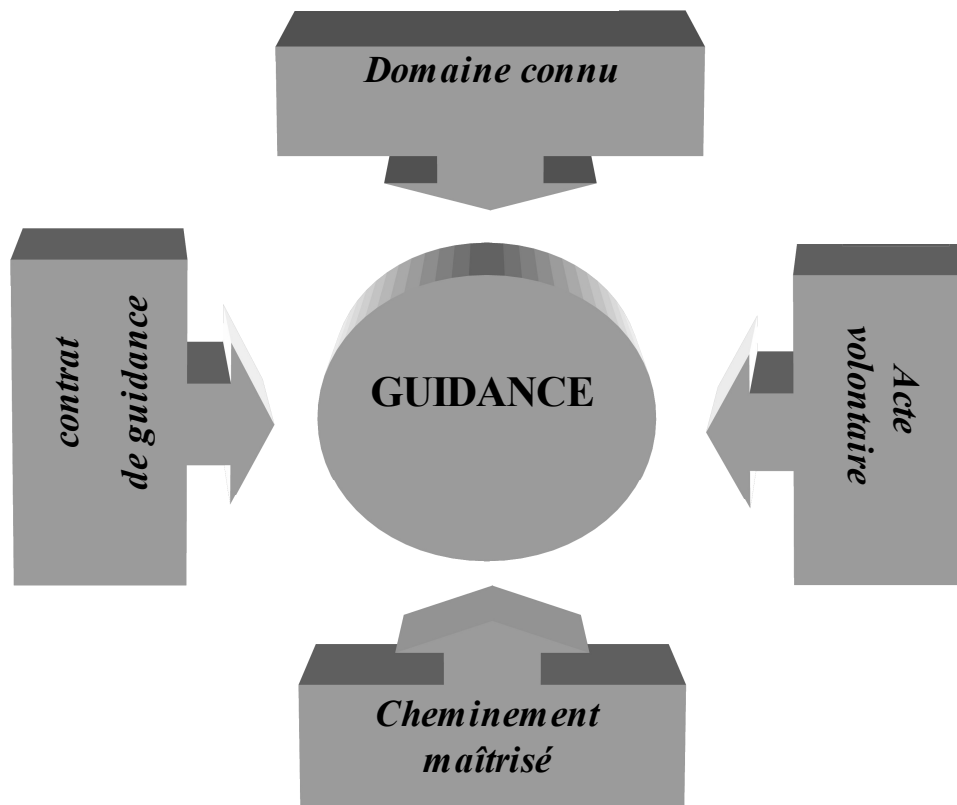 Domaine connu
contrat
de guidance
GUIDANCE
Acte
volontaire
Cheminement
maîtrisé